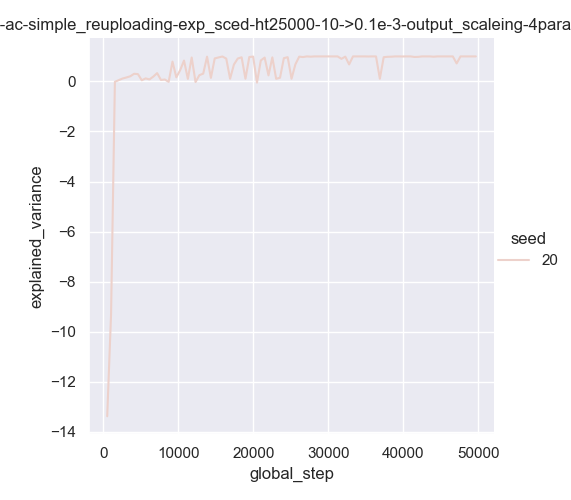 -ac-simple_reuploading-exp_sced-ht25000-10->0.1e-3-output_scaleing-4para
0
−2
−4
−6
−8
−10
−12
−14
explained_variance
0 10000 20000 30000 40000 50000
global_step
seed
20